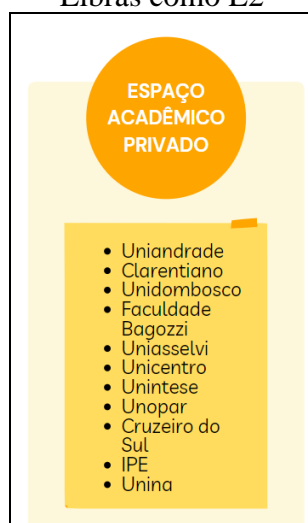 Libras como L2
ESPAÇO
ACADÊMICO
PRIVADO
• Uniandrade
• Clarentiano
• Unidombosco
• Faculdade
Bagozzi
• Uniasselvi
• Unicentro
• Unintese
• Unopar
• Cruzeiro do
Sul
• IPE
• Unina